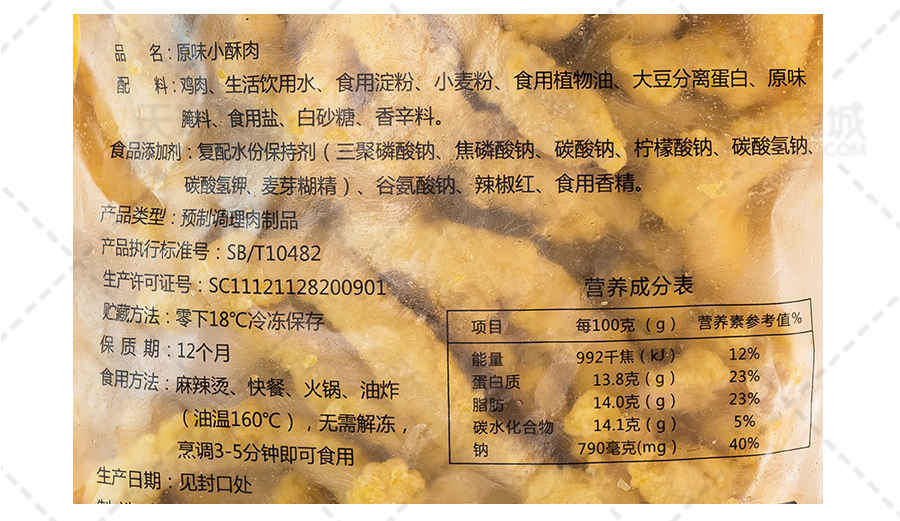 品 名：原味小酥肉
配 料：鸡肉、生活饮用水、食用淀粉、小麦粉、食用植物油、大豆分离蛋白、原味
腌料、食用盐、白砂糖、香辛料。
食品添加剂：复配水份保持剂（三聚磷酸钠、焦磷酸钠、碳酸钠、柠檬酸钠、碳酸氢钠、
碳酸氢钾、麦芽糊精）、谷氨酸钠、辣椒红、食用香精。
产品类型：预制调理肉制品
产品执行标准号：SB/T10482
生产许可证号：SC11121128200901
贮藏方法：零下18℃冷冻保存
保 质 期：12个月
食用方法：麻辣烫、快餐、火锅、油炸
（油温160℃），无需解冻，
烹调3-5分钟即可食用
生产日期：见封口处
营养成分表
项目 每100克（g） 营养素参考值%
能量 992千焦（kJ） 12%
蛋白质 13.8克（g） 23%
脂肪 14.0克（g） 23%
碳水化合物 14.1克（g） 5%
钠 790毫克(mg) 40%